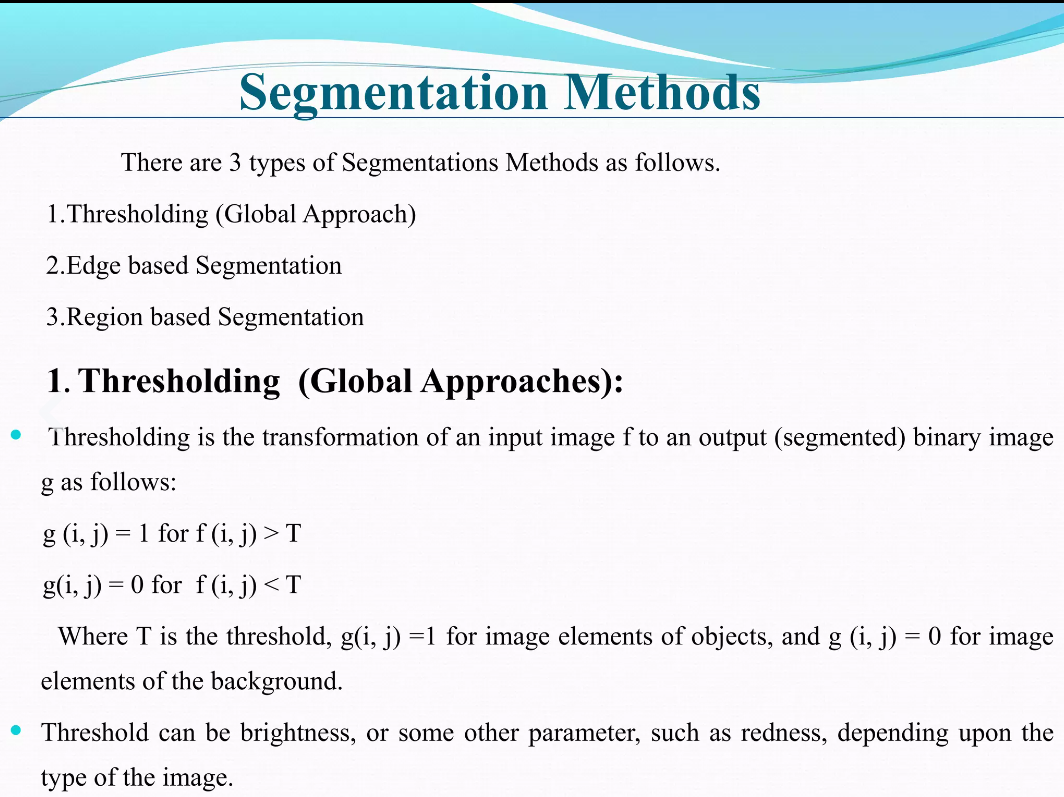 Segmentation Methods
There are 3 types of Segmentations Methods as follows.
1.Thresholding (Global Approach)
2.Edge based Segmentation
3.Region based Segmentation
1. Thresholding (Global Approaches):
• Thresholding is the transformation of an input image f to an output (segmented) binary image
g as follows:
g (i, j) = 1 for f (i, j) > T
g(i, j) = 0 for f (i, j) < T
Where T is the threshold, g(i, j) =1 for image elements of objects, and g (i, j) = 0 for image
elements of the background.
• Threshold can be brightness, or some other parameter, such as redness, depending upon the
type of the image.